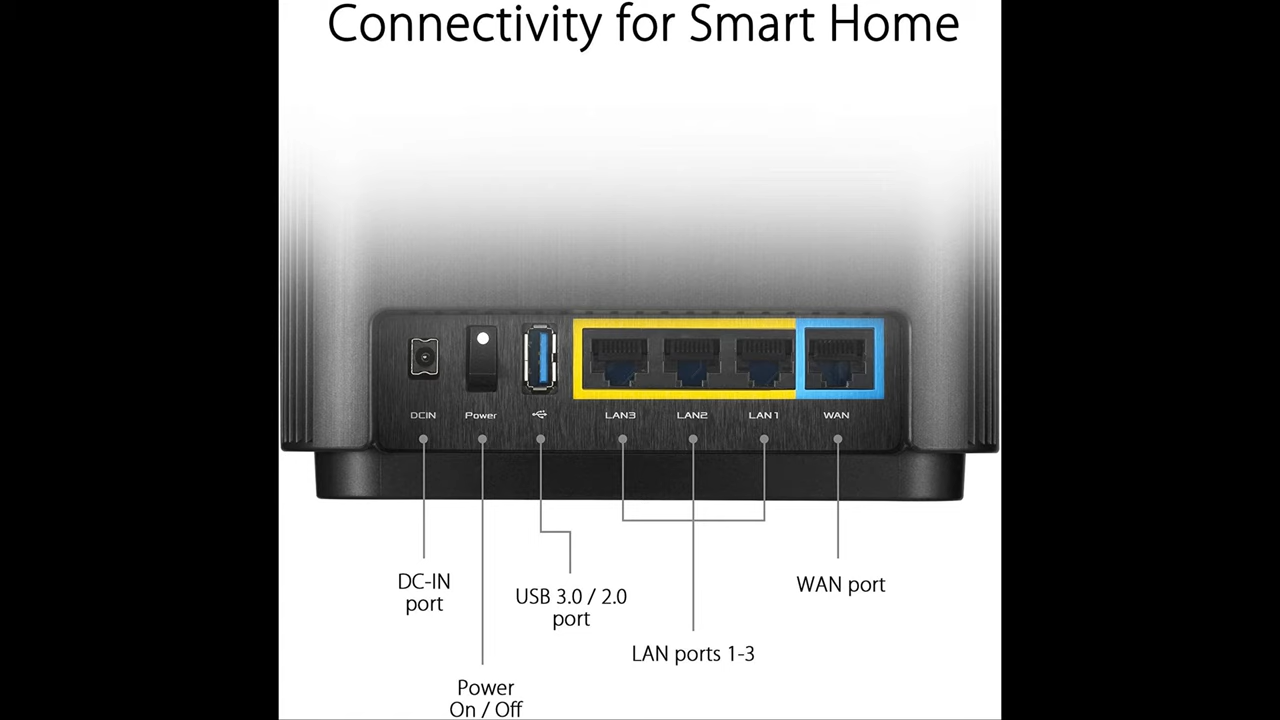 Connectivity for Smart Home
DCIN
Power
LAN3
LAN2
LAN1
WAN
DC-IN
port
USB 3.0 / 2.0
port
WAN port
LAN ports 1-3
Power
On / Off